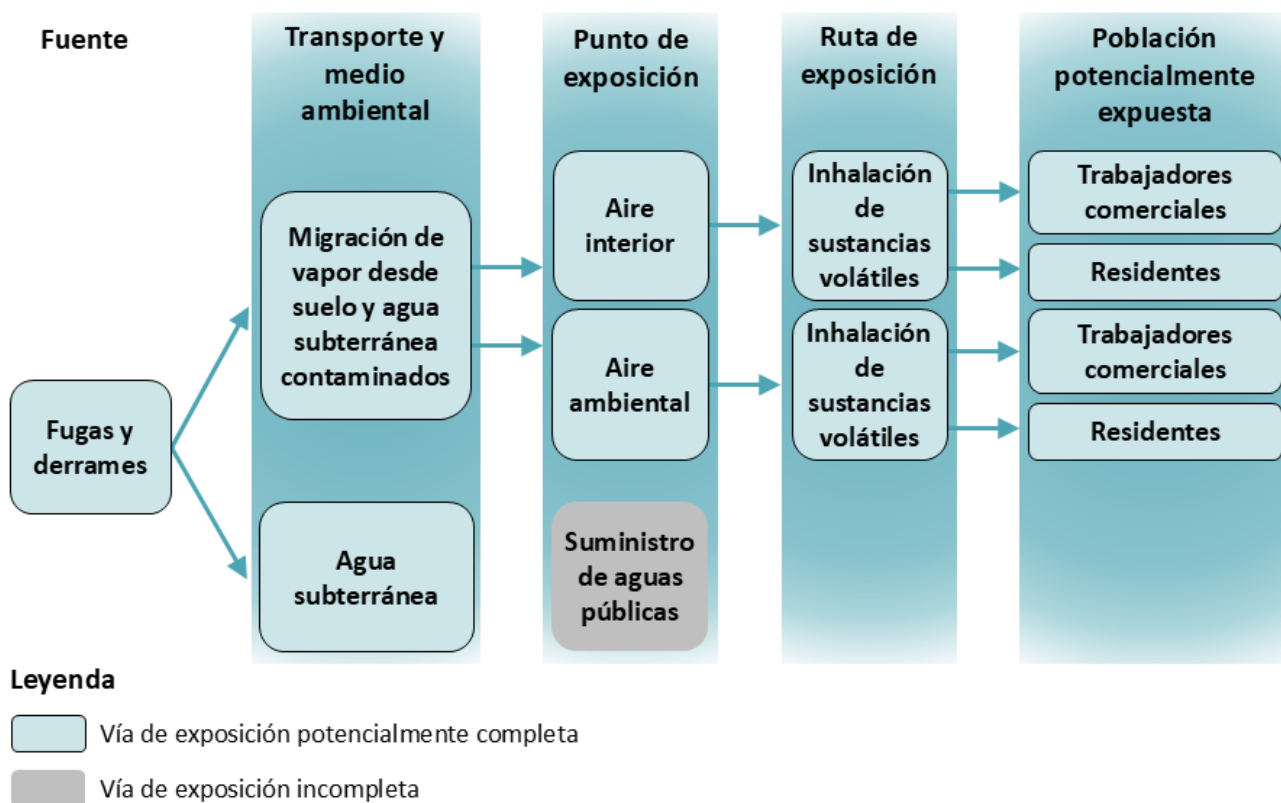 Fuente
Transporte y
medio
ambiental
Punto de
exposición
Ruta de
exposición
Población
potencialmente
expuesta
Fugas y
derrames
Migración de
vapor desde
suelo y agua
subterránea
contaminados
Agua
subterránea
Aire
interior
Aire
ambiental
Suministro
de aguas
públicas
Inhalación
de
sustancias
volátiles
Inhalación
de
sustancias
volátiles
Trabajadores
comerciales
Residentes
Trabajadores
comerciales
Residentes
Leyenda
Vía de exposición potencialmente completa
Vía de exposición incompleta